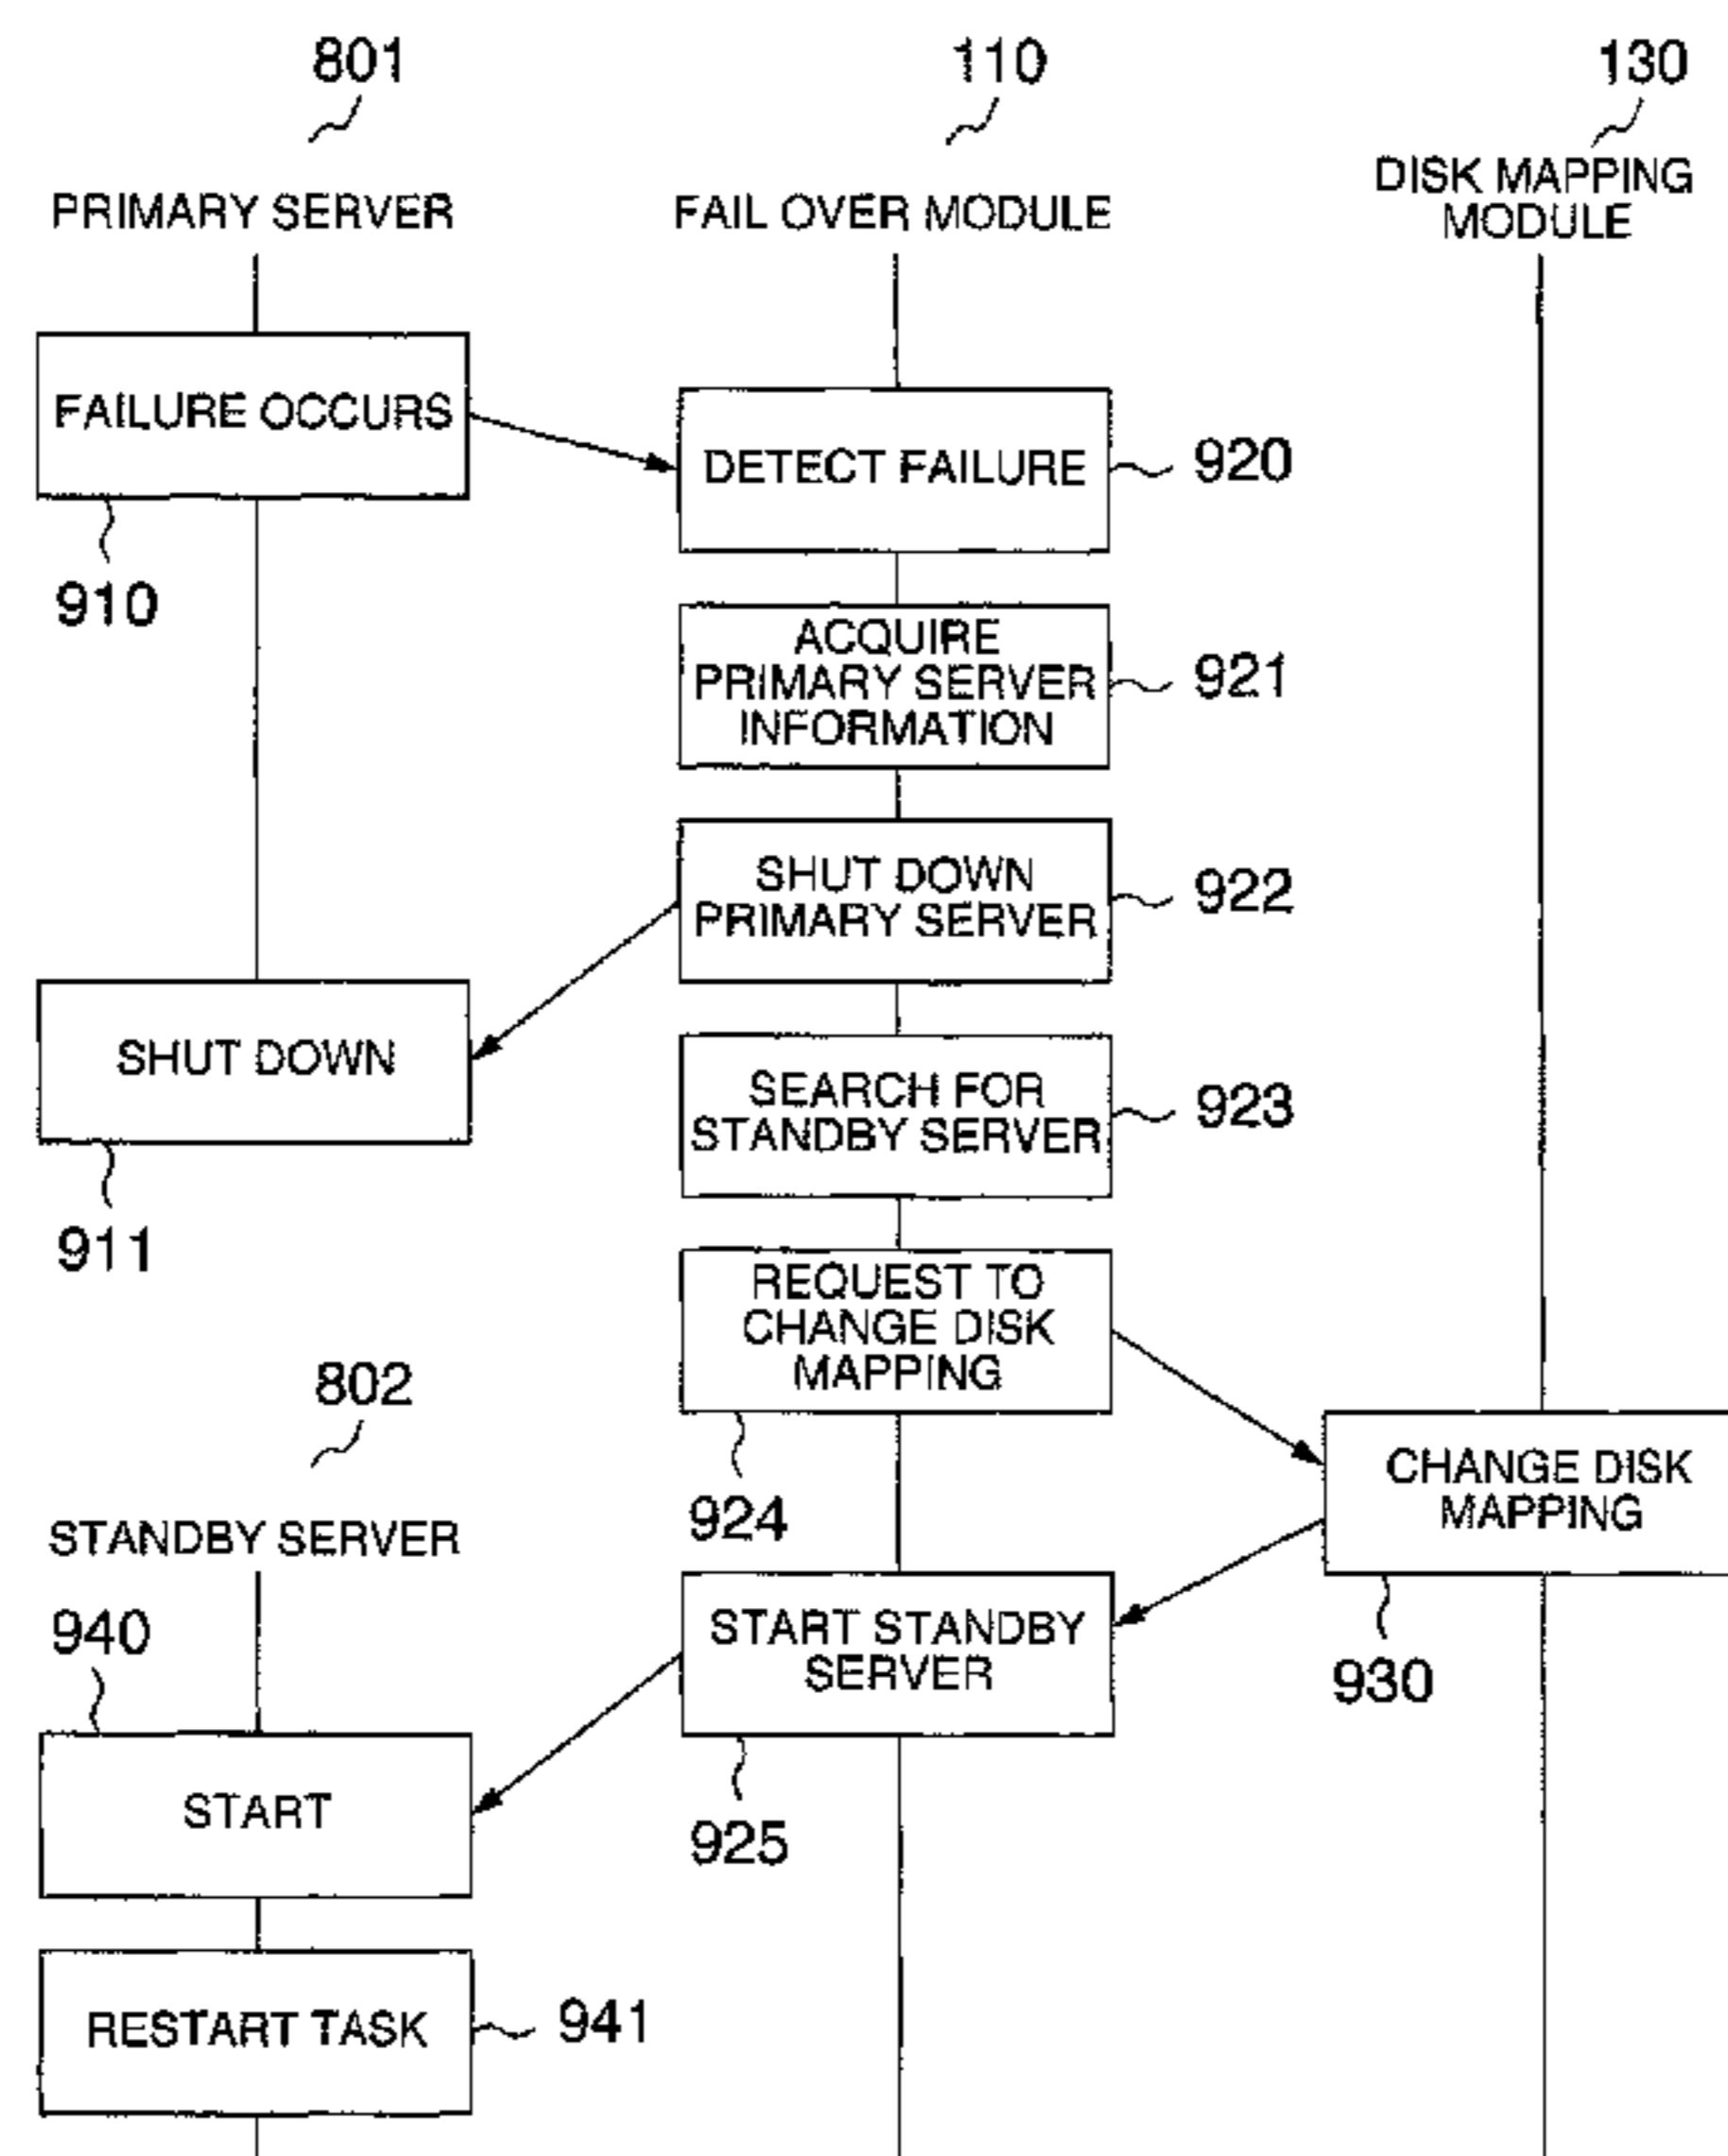 801
110
130
PRIMARY SERVER
FAIL OVER MODULE
DISK MAPPING
MODULE
FAILURE OCCURS
910
DETECT FAILURE
920
ACQUIRE
PRIMARY SERVER
INFORMATION
921
SHUT DOWN
PRIMARY SERVER
922
SHUT DOWN
911
SEARCH FOR
STANDBY SERVER
923
REQUEST TO
CHANGE DISK
MAPPING
924
CHANGE DISK
MAPPING
930
802
STANDBY SERVER
START STANDBY
SERVER
925
940
START
RESTART TASK
941